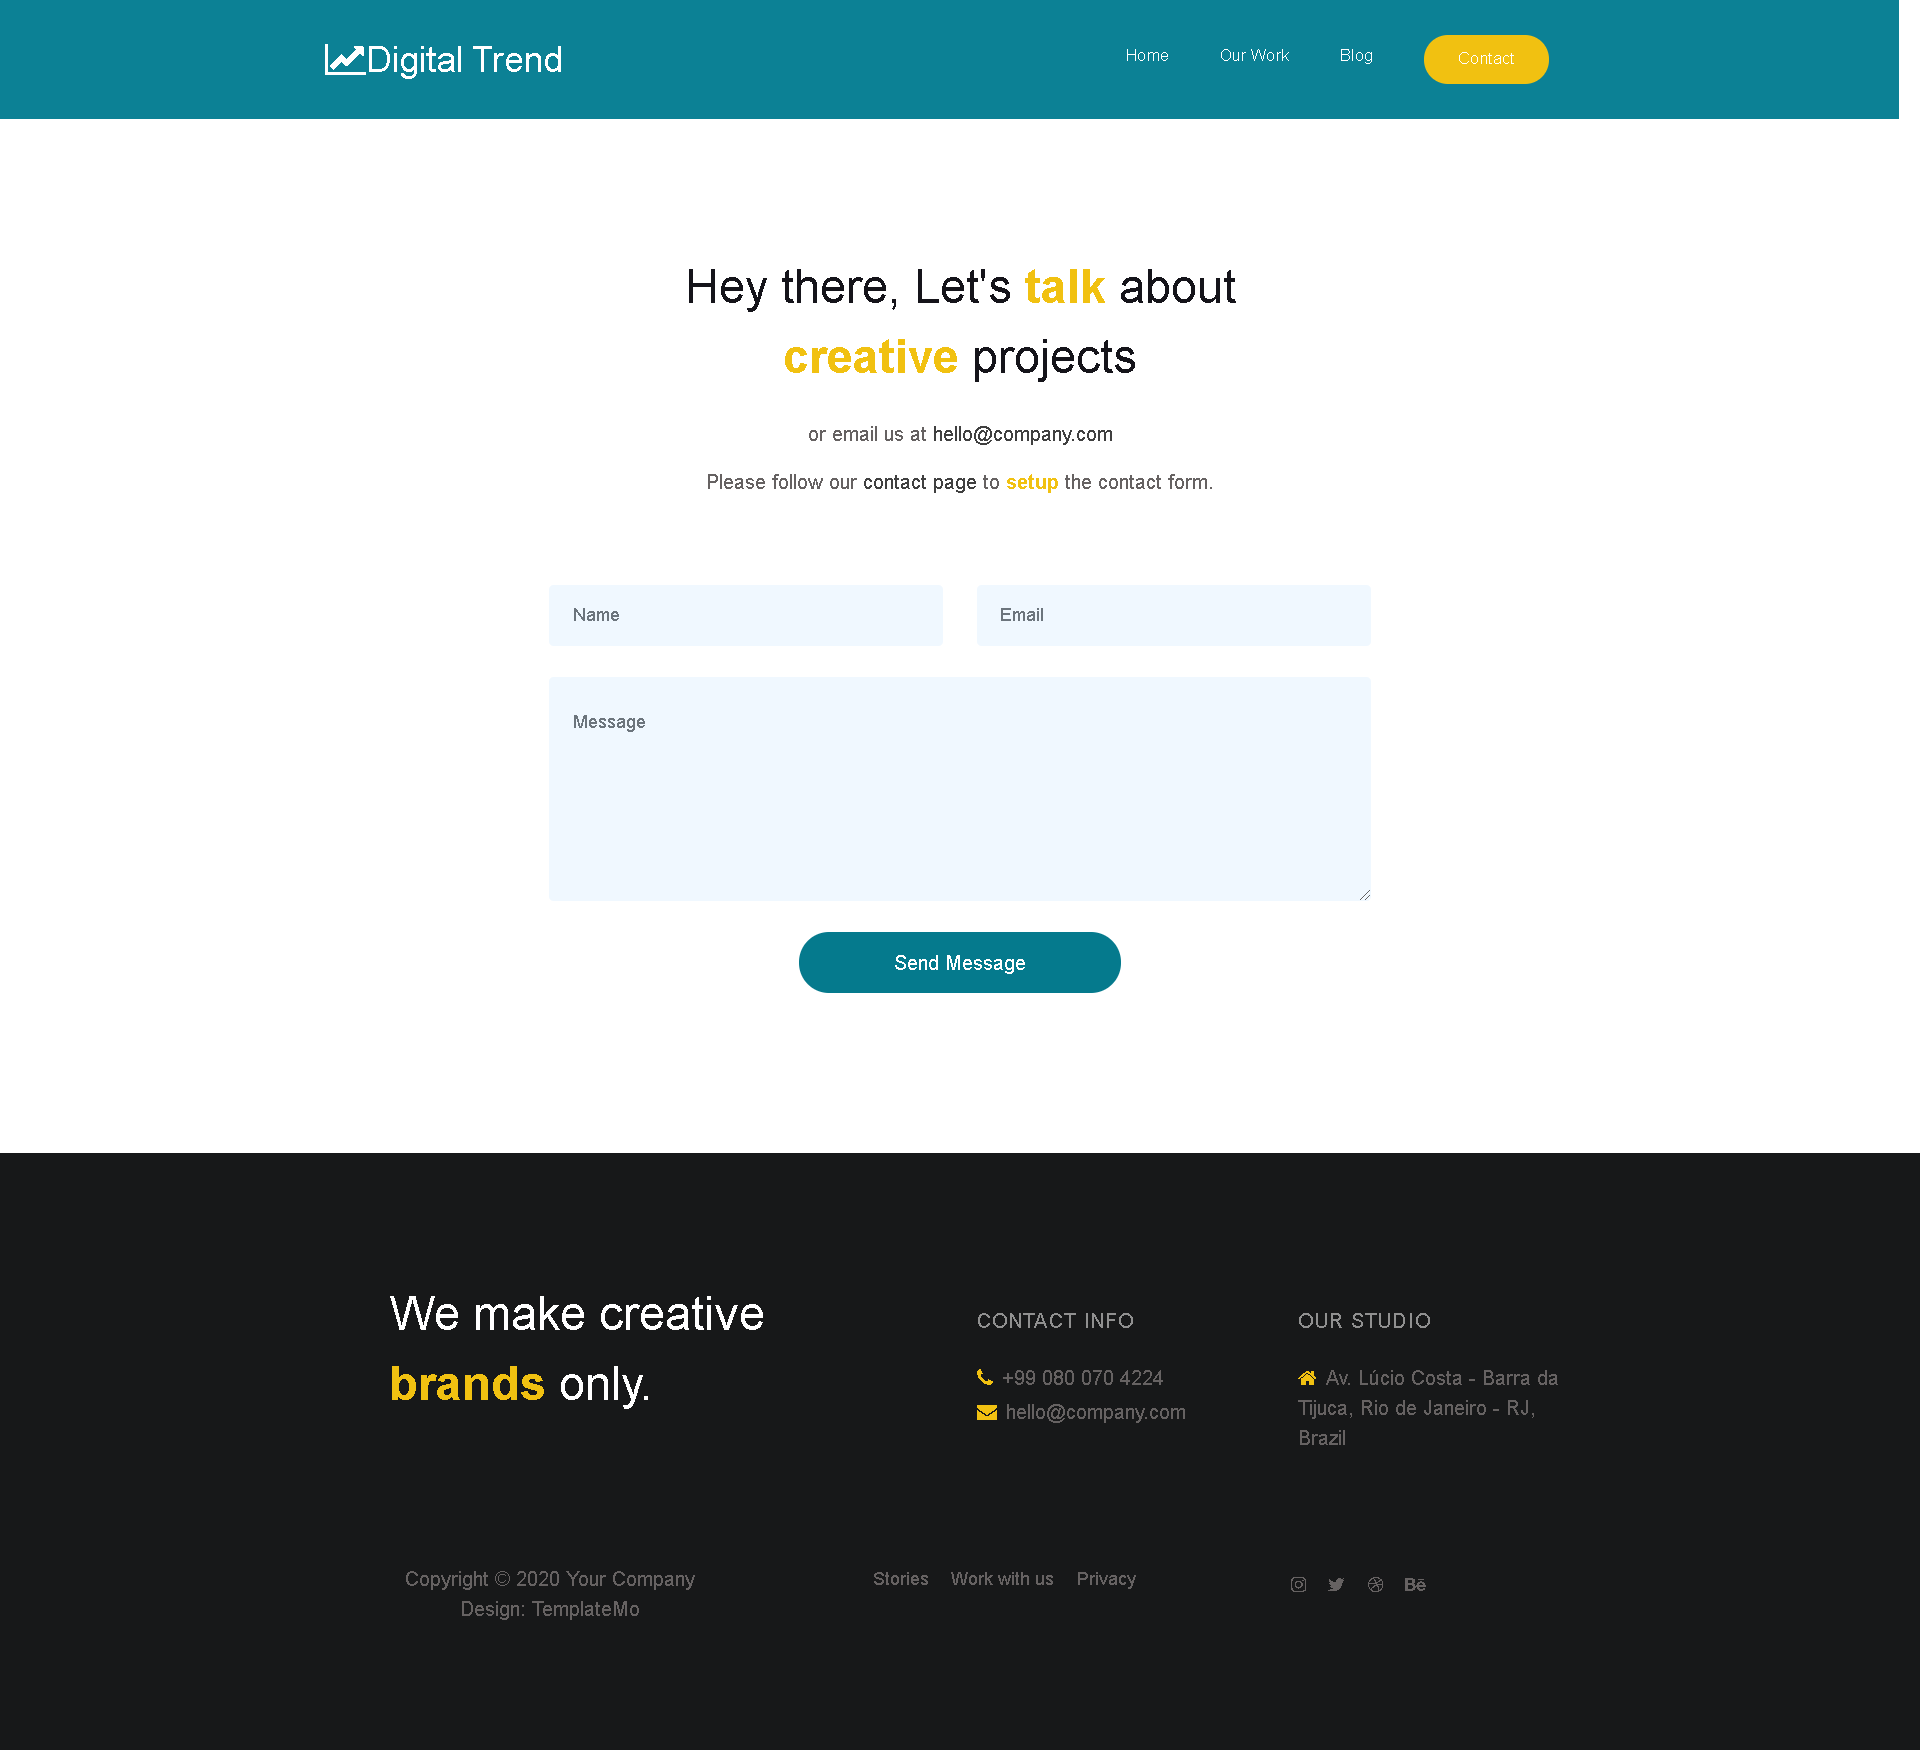 Digital Trend
Home
Our Work
Blog
Contact
Hey there, Let's talk about
creative projects
or email us at hello@company.com
Please follow our contact page to setup the contact form.
Name
Email
Message
Send Message
We make creative
brands only.
CONTACT INFO
+99 080 070 4224
hello@company.com
OUR STUDIO
Av. Lúcio Costa - Barra da
Tijuca, Rio de Janeiro - RJ,
Brazil
Copyright © 2020 Your Company
Design: TemplateMo
Stories
Work with us
Privacy
Bē